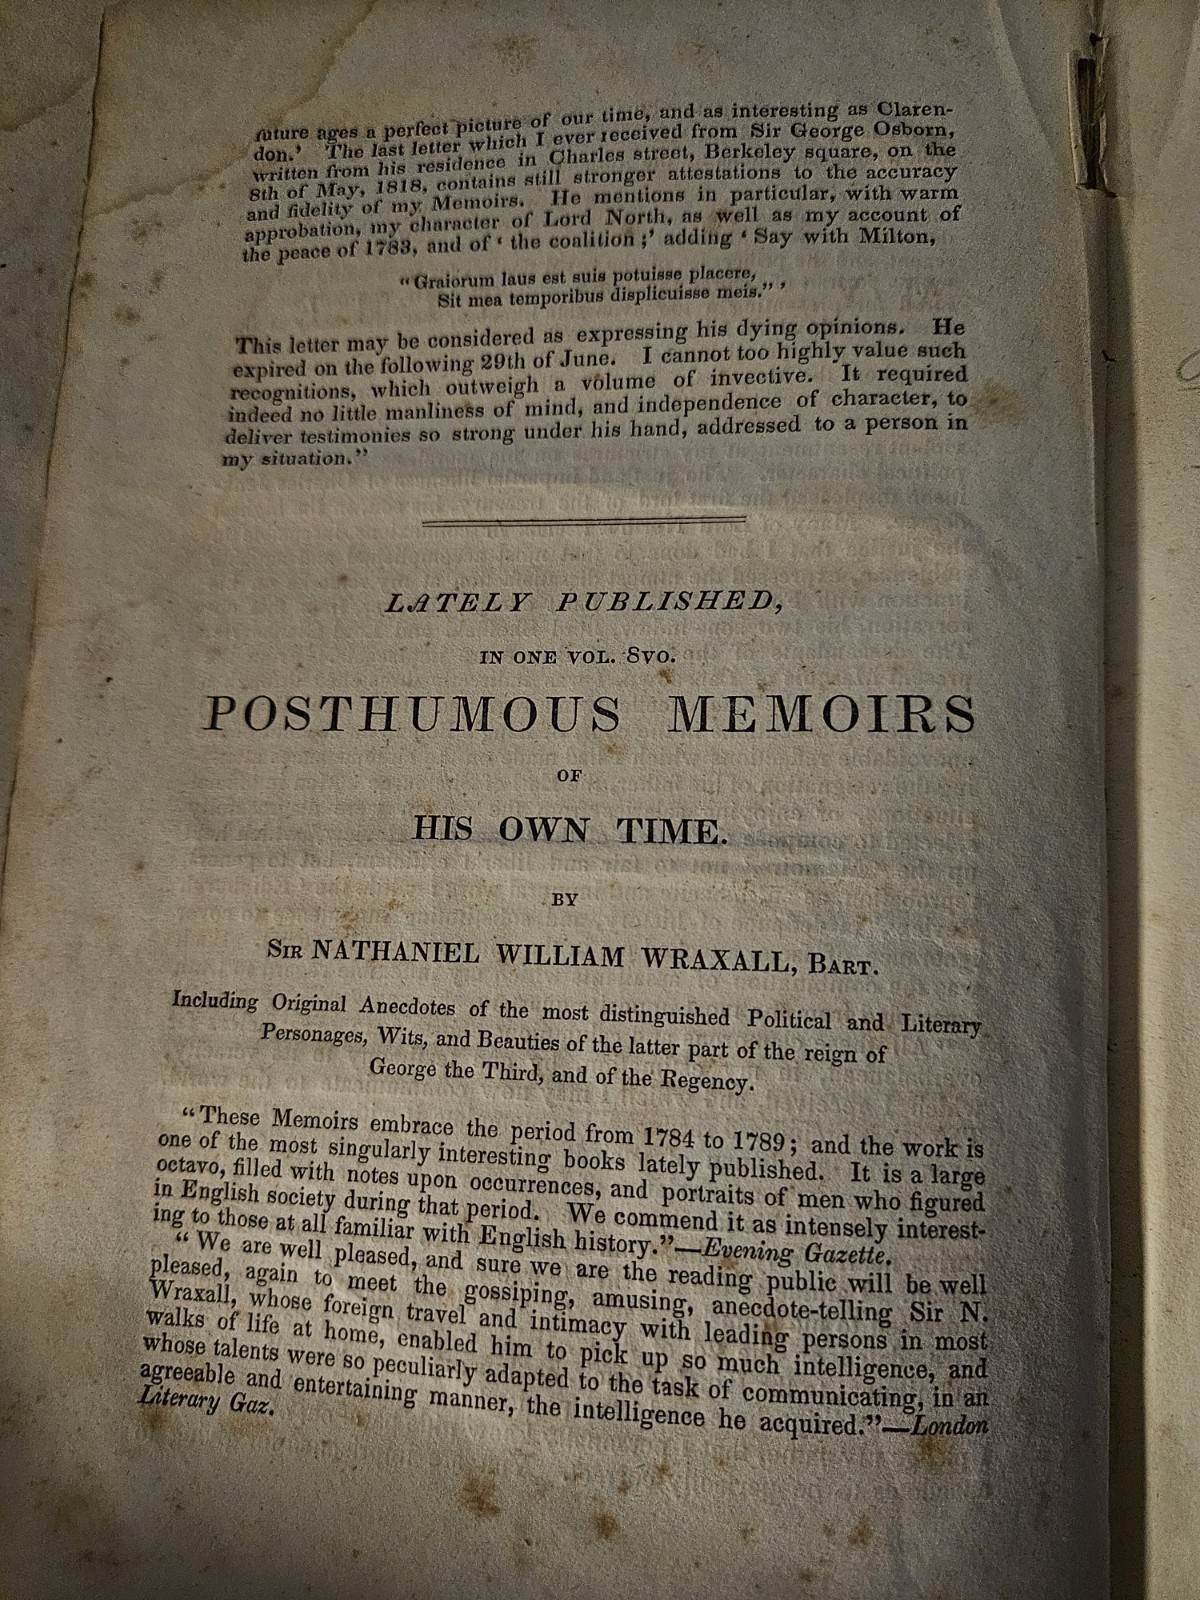 future ages a perfect picture of our time, and as interesting as Claren-
don.' The last letter which I ever received from Sir George Osborn,
written from his residence in Charles street, Berkeley square, on the
8th of May, 1818, contains still stronger attestations to the accuracy
and fidelity of my Memoirs. He mentions in particular, with warm
approbation, my character of Lord North, as well as my account of
the peace of 1783, and of ‘ the coalition ;’ adding ‘ Say with Milton,
“Graiorum laus est suis potuisse placere,
Sit mea temporibus displicuisse meis.” ’
This letter may be considered as expressing his dying opinions. He
expired on the following 29th of June. I cannot too highly value such
recognitions, which outweigh a volume of invective. It required
indeed no little manliness of mind, and independence of character, to
deliver testimonies so strong under his hand, addressed to a person in
my situation.”
LATELY PUBLISHED,
IN ONE VOL. 8VO.
POSTHUMOUS MEMOIRS
OF
HIS OWN TIME.
BY
SIR NATHANIEL WILLIAM WRAXALL, BART.
Including Original Anecdotes of the most distinguished Political and Literary
Personages, Wits, and Beauties of the latter part of the reign of
George the Third, and of the Regency.
“These Memoirs embrace the period from 1784 to 1789; and the work is
one of the most singularly interesting books lately published. It is a large
octavo, filled with notes upon occurrences, and portraits of men who figured
in English society during that period. We commend it as intensely interest-
ing to those at all familiar with English history.”—Evening Gazette.
“We are well pleased, and sure we are the reading public will be well
pleased, again to meet the gossiping, amusing, anecdote-telling Sir N.
Wraxall, whose foreign travel and intimacy with leading persons in most
walks of life at home, enabled him to pick up so much intelligence, and
whose talents were so peculiarly adapted to the task of communicating, in an
agreeable and entertaining manner, the intelligence he acquired.”—London
Literary Gaz.